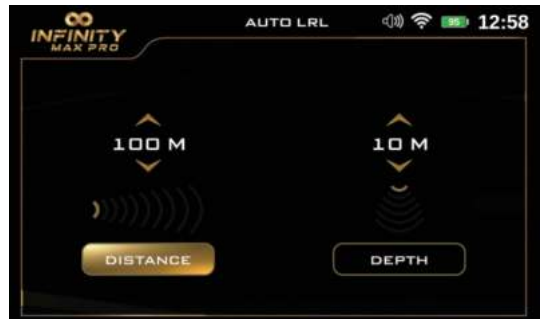 INFINITY
MAX PRO
AUTO LRL
95
12:58
100 M
10 M
DISTANCE
DEPTH